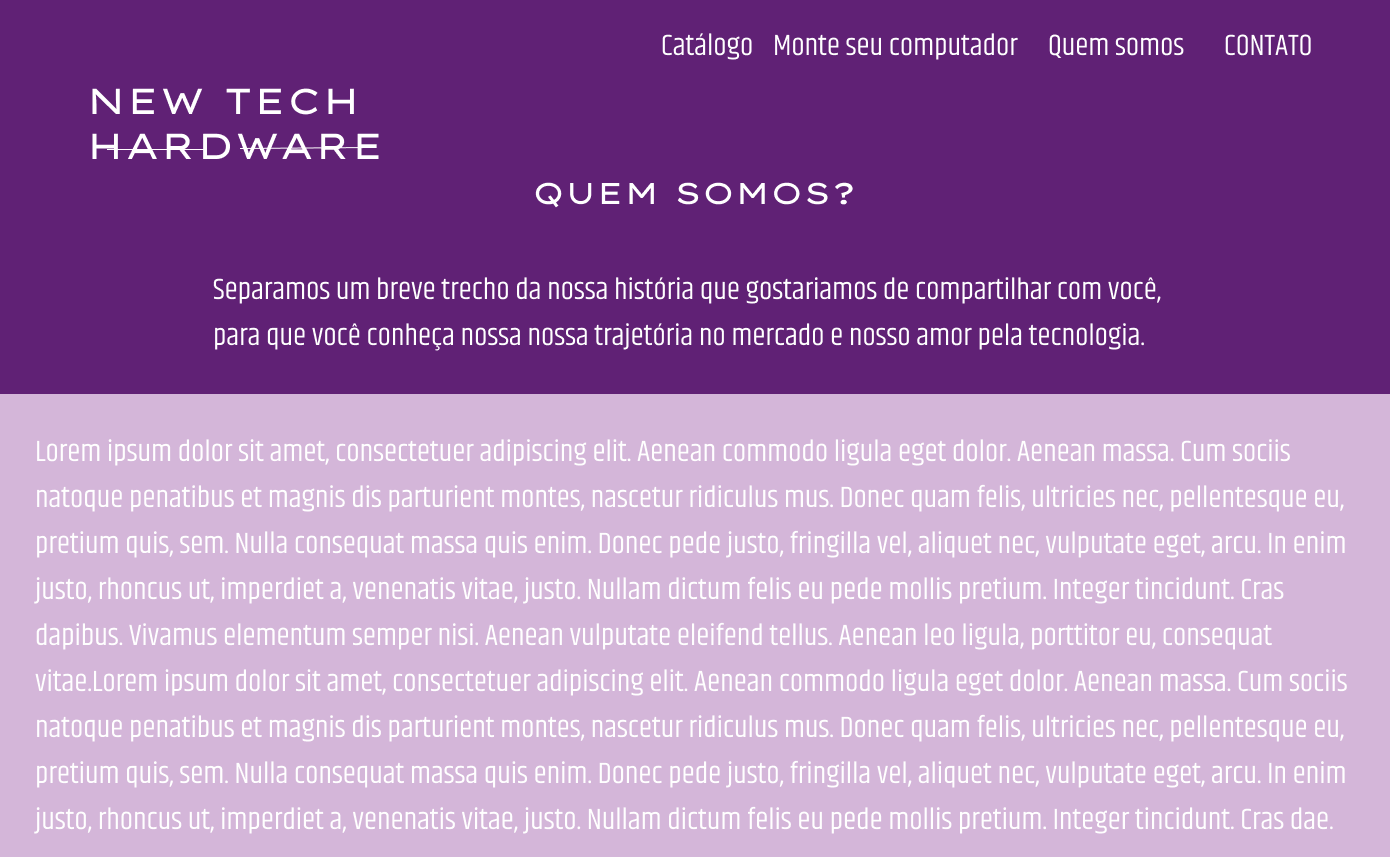 Catálogo Monte seu computador Quem somos CONTATO
NEW TECH
HARDWARE
QUEM SOMOS?
Separamos um breve trecho da nossa história que gostariamos de compartilhar com você,
para que você conheça nossa nossa trajetória no mercado e nosso amor pela tecnologia.
Lorem ipsum dolor sit amet, consectetuer adipiscing elit. Aenean commodo ligula eget dolor. Aenean massa. Cum sociis
natoque penatibus et magnis dis parturient montes, nascetur ridiculus mus. Donec quam felis, ultricies nec, pellentesque eu,
pretium quis, sem. Nulla consequat massa quis enim. Donec pede justo, fringilla vel, aliquet nec, vulputate eget, arcu. In enim
justo, rhoncus ut, imperdiet a, venenatis vitae, justo. Nullam dictum felis eu pede mollis pretium. Integer tincidunt. Cras
dapibus. Vivamus elementum semper nisi. Aenean vulputate eleifend tellus. Aenean leo ligula, porttitor eu, consequat
vitae.Lorem ipsum dolor sit amet, consectetuer adipiscing elit. Aenean commodo ligula eget dolor. Aenean massa. Cum sociis
natoque penatibus et magnis dis parturient montes, nascetur ridiculus mus. Donec quam felis, ultricies nec, pellentesque eu,
pretium quis, sem. Nulla consequat massa quis enim. Donec pede justo, fringilla vel, aliquet nec, vulputate eget, arcu. In enim
justo, rhoncus ut, imperdiet a, venenatis vitae, justo. Nullam dictum felis eu pede mollis pretium. Integer tincidunt. Cras dae.